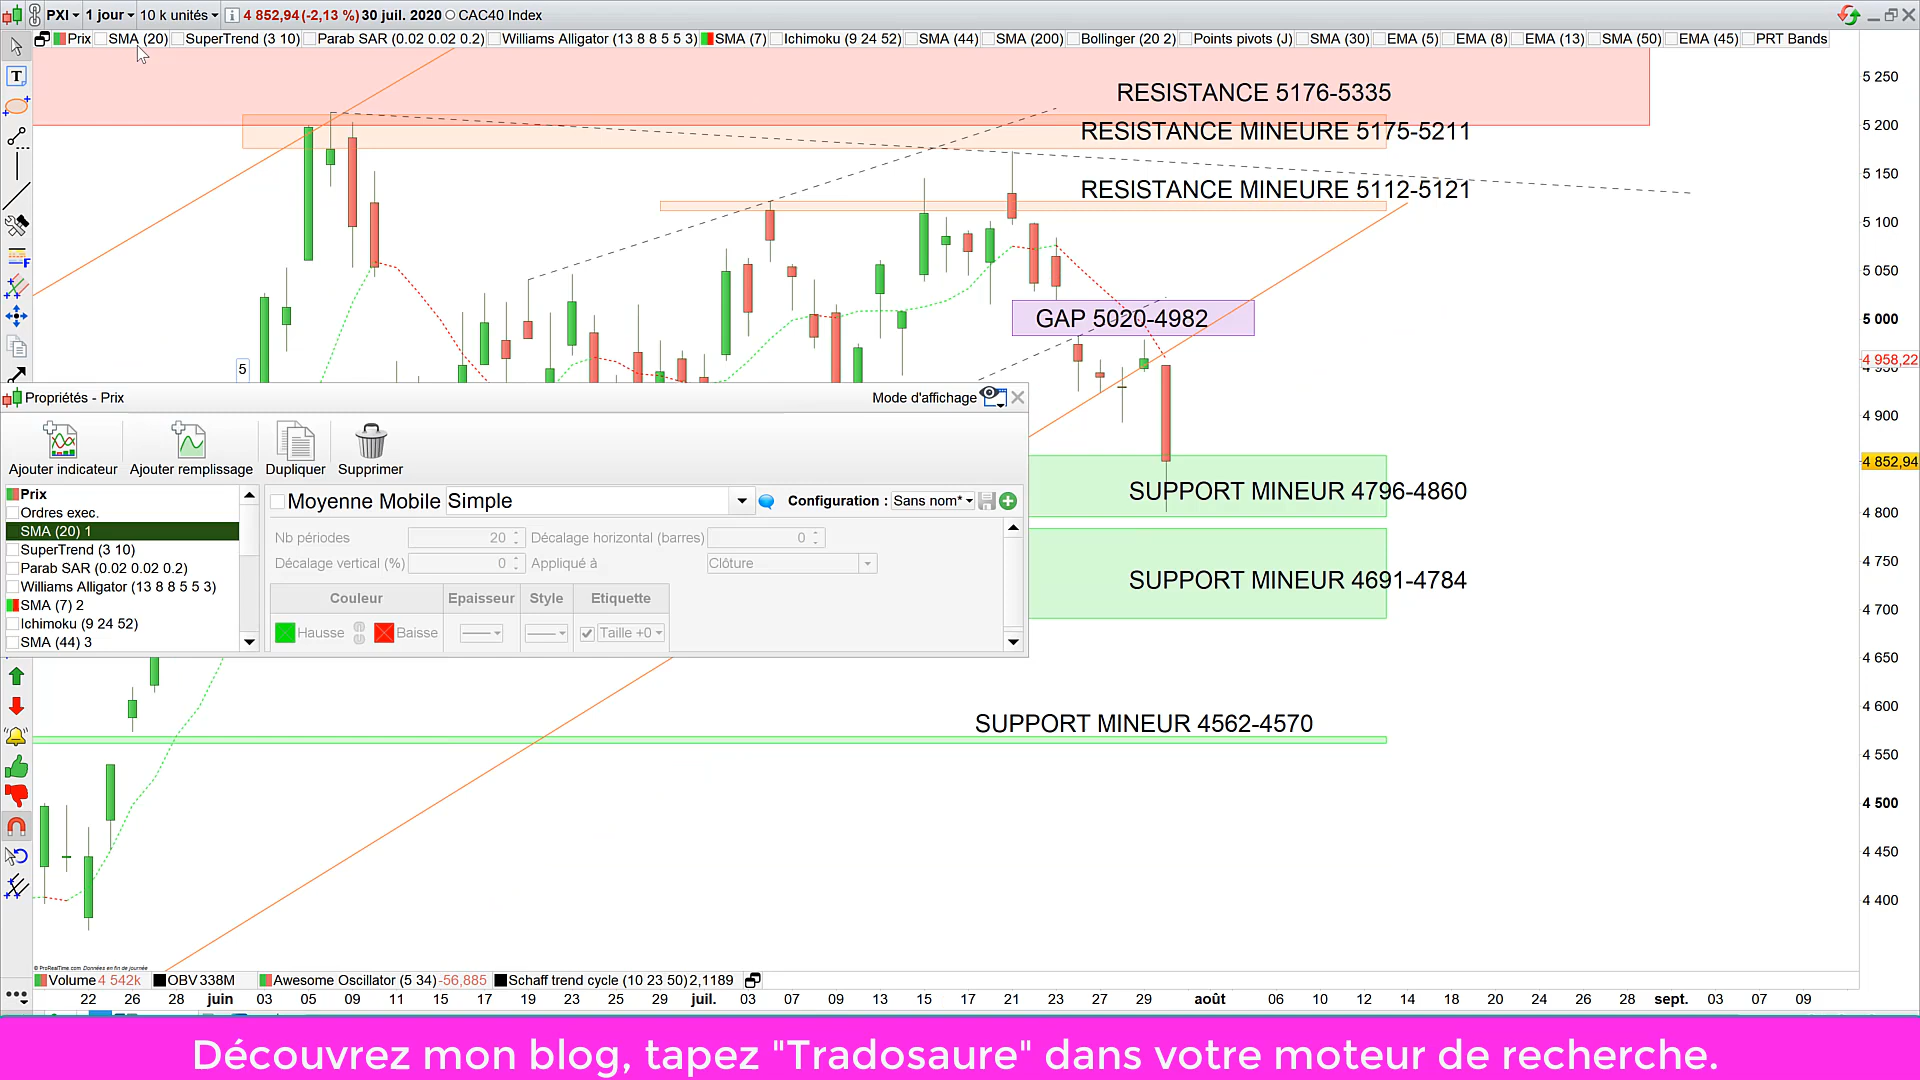 PXI 1 jour 10 k unités 4 852,94 (-2,13 %) 30 juil. 2020 CAC40 Index
Prix SMA (20) SuperTrend (3 10) Parab SAR (0.02 0.02 0.2) Williams Alligator (13 8 8 5 5 3) SMA (7) Ichimoku (9 24 52) SMA (44) SMA (200) Bollinger (20 2) Points pivots (J) SMA (30) EMA (5) EMA (8) EMA (13) SMA (50) EMA (45) PRT Bands
RESISTANCE 5176-5335
RESISTANCE MINEURE 5175-5211
RESISTANCE MINEURE 5112-5121
GAP 5020-4982
5
SUPPORT MINEUR 4796-4860
SUPPORT MINEUR 4691-4784
SUPPORT MINEUR 4562-4570
5 250
5 200
5 150
5 100
5 050
5 000
4 958,22
4 900
4 852,94
4 800
4 750
4 700
4 650
4 600
4 550
4 500
4 450
4 400
Propriétés - Prix Mode d'affichage
Ajouter indicateur Ajouter remplissage Dupliquer Supprimer
Prix
Ordres exec.
SMA (20) 1
SuperTrend (3 10)
Parab SAR (0.02 0.02 0.2)
Williams Alligator (13 8 8 5 5 3)
SMA (7) 2
Ichimoku (9 24 52)
SMA (44) 3
Moyenne Mobile Simple Configuration : Sans nom*
Nb périodes 20 Décalage horizontal (barres) 0
Décalage vertical (%) 0 Appliqué à Clôture
Couleur Epaisseur Style Etiquette
Hausse Baisse Taille +0
© ProRealTime.com Données en fin de journée
Volume 4 542k OBV 338M Awesome Oscillator (5 34) -56,885 Schaff trend cycle (10 23 50) 2,1189
22 26 28 juin 03 05 09 11 15 17 23 25 29 juil. 03 07 09 13 15 17 21 23 27 29 août 06 10 12 14 18 20 24 26 28 sept. 03 07 09
Découvrez mon blog, tapez "Tradosaure" dans votre moteur de recherche.